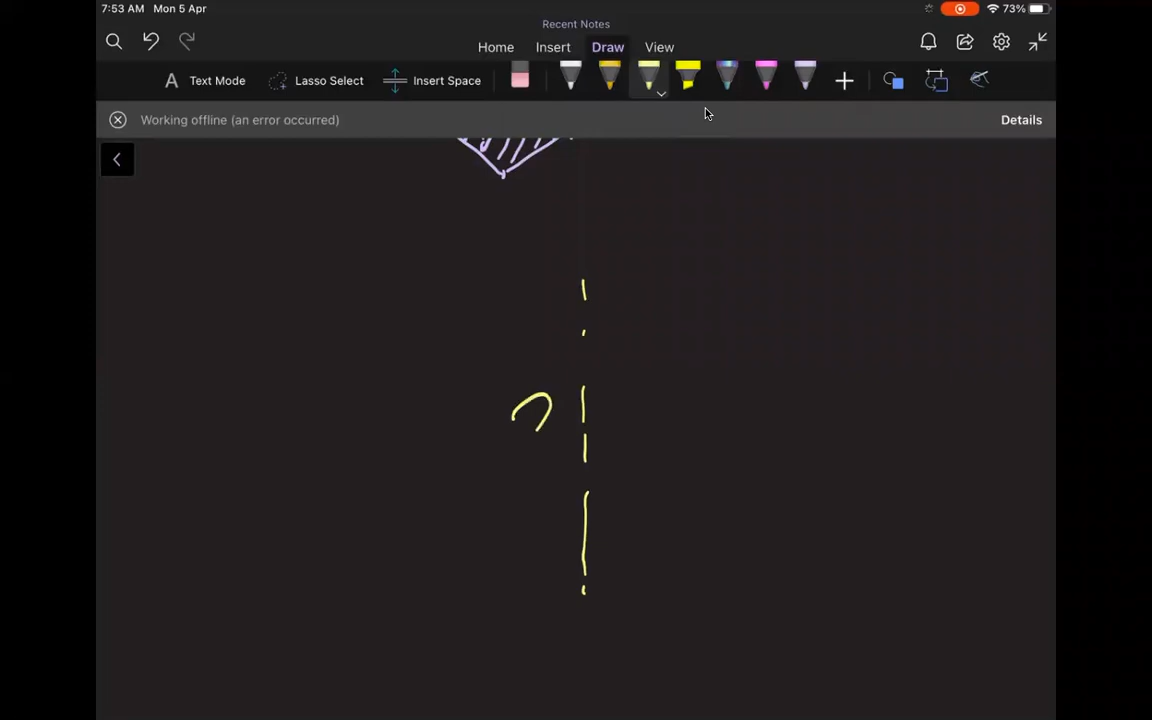 7:53 AM Mon 5 Apr
73%
Recent Notes
Home Insert Draw View
A Text Mode Lasso Select Insert Space
Working offline (an error occurred)
Details